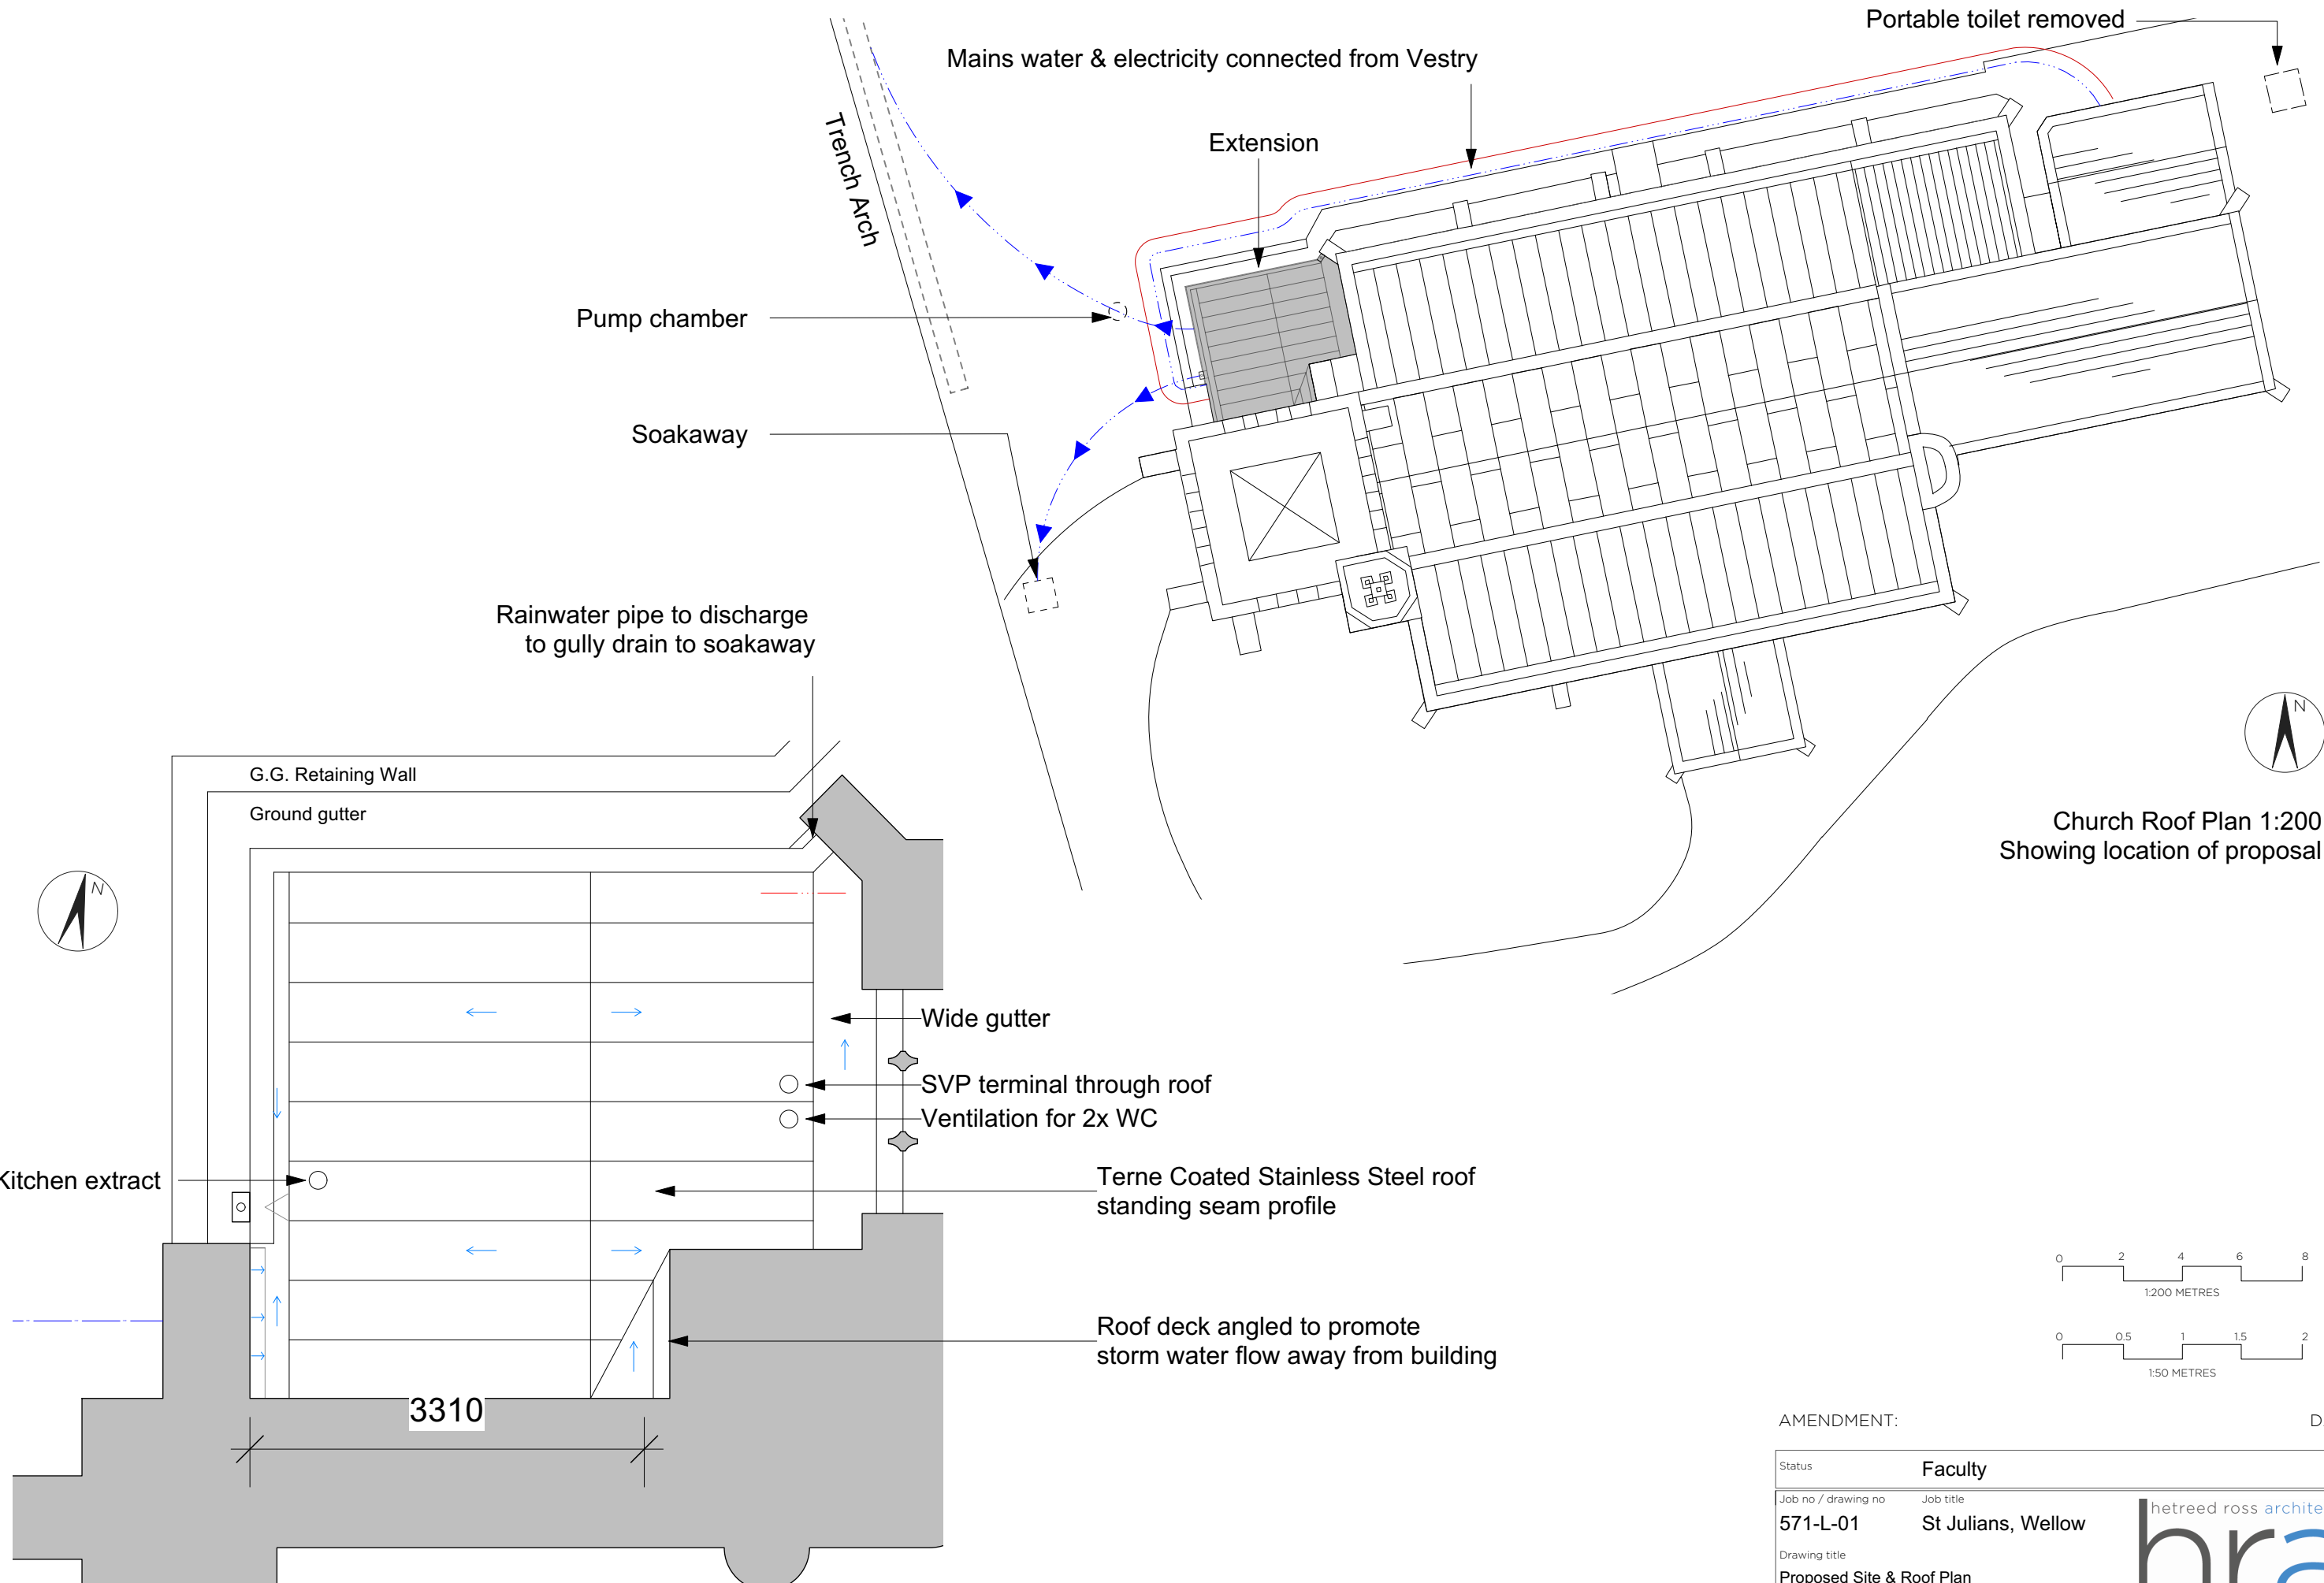 Portable toilet removed
Mains water & electricity connected from Vestry
Extension
Trench Arch
Pump chamber
Soakaway
Rainwater pipe to discharge
to gully drain to soakaway
N
Church Roof Plan 1:200
Showing location of proposal
G.G. Retaining Wall
Ground gutter
N
Wide gutter
SVP terminal through roof
Ventilation for 2x WC
Kitchen extract
Terne Coated Stainless Steel roof
standing seam profile
Roof deck angled to promote
storm water flow away from building
3310
0 2 4 6 8
1:200 METRES
0 0.5 1 1.5 2
1:50 METRES
AMENDMENT: D
Status Faculty
Job no / drawing no Job title
571-L-01 St Julians, Wellow
hetreed ross archite
hra
Drawing title
Proposed Site & Roof Plan